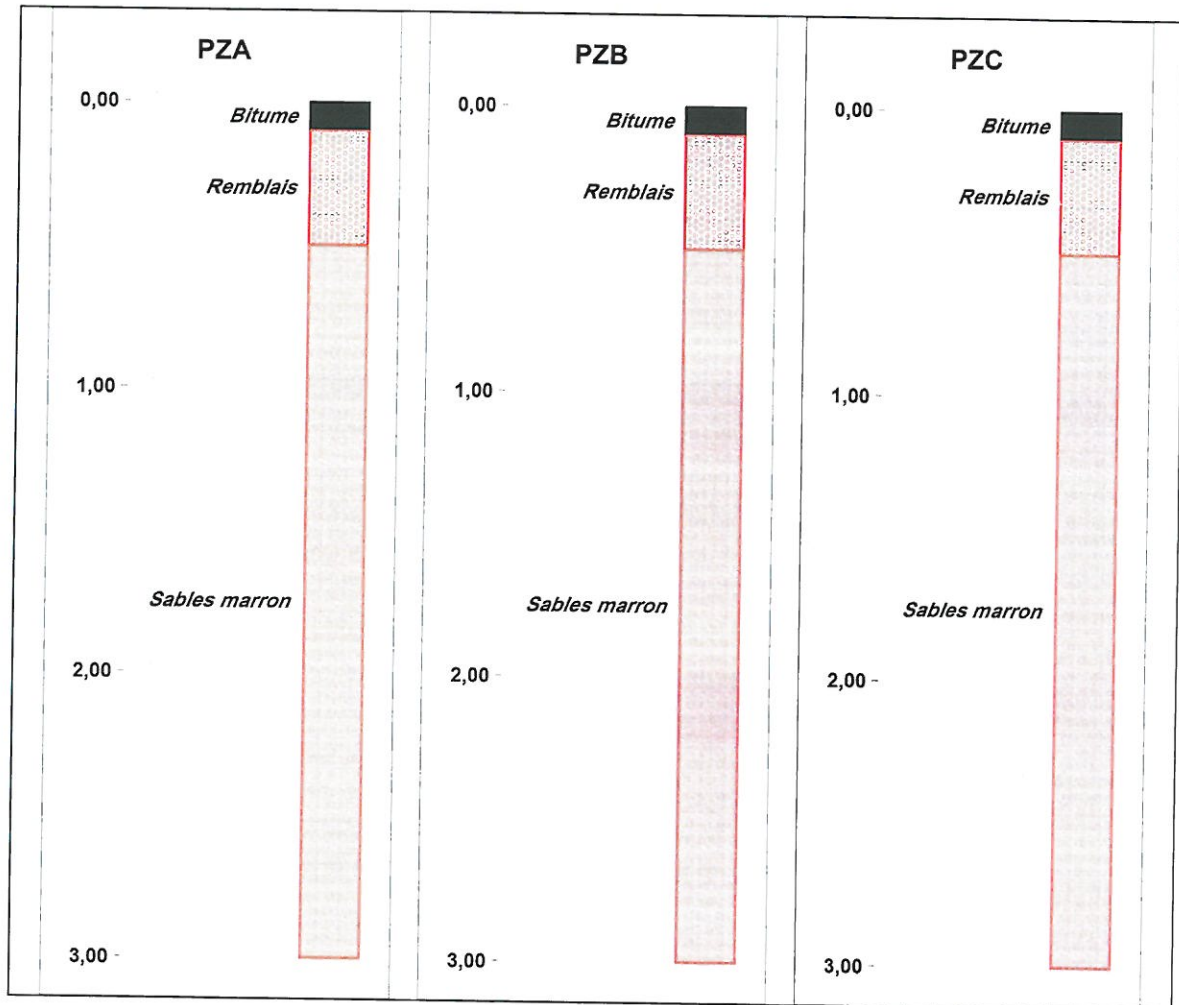 PZA
0,00
Bitume
Remblais
1,00
Sables marron
2,00
3,00
PZB
0,00
Bitume
Remblais
1,00
Sables marron
2,00
3,00
PZC
0,00
Bitume
Remblais
1,00
Sables marron
2,00
3,00